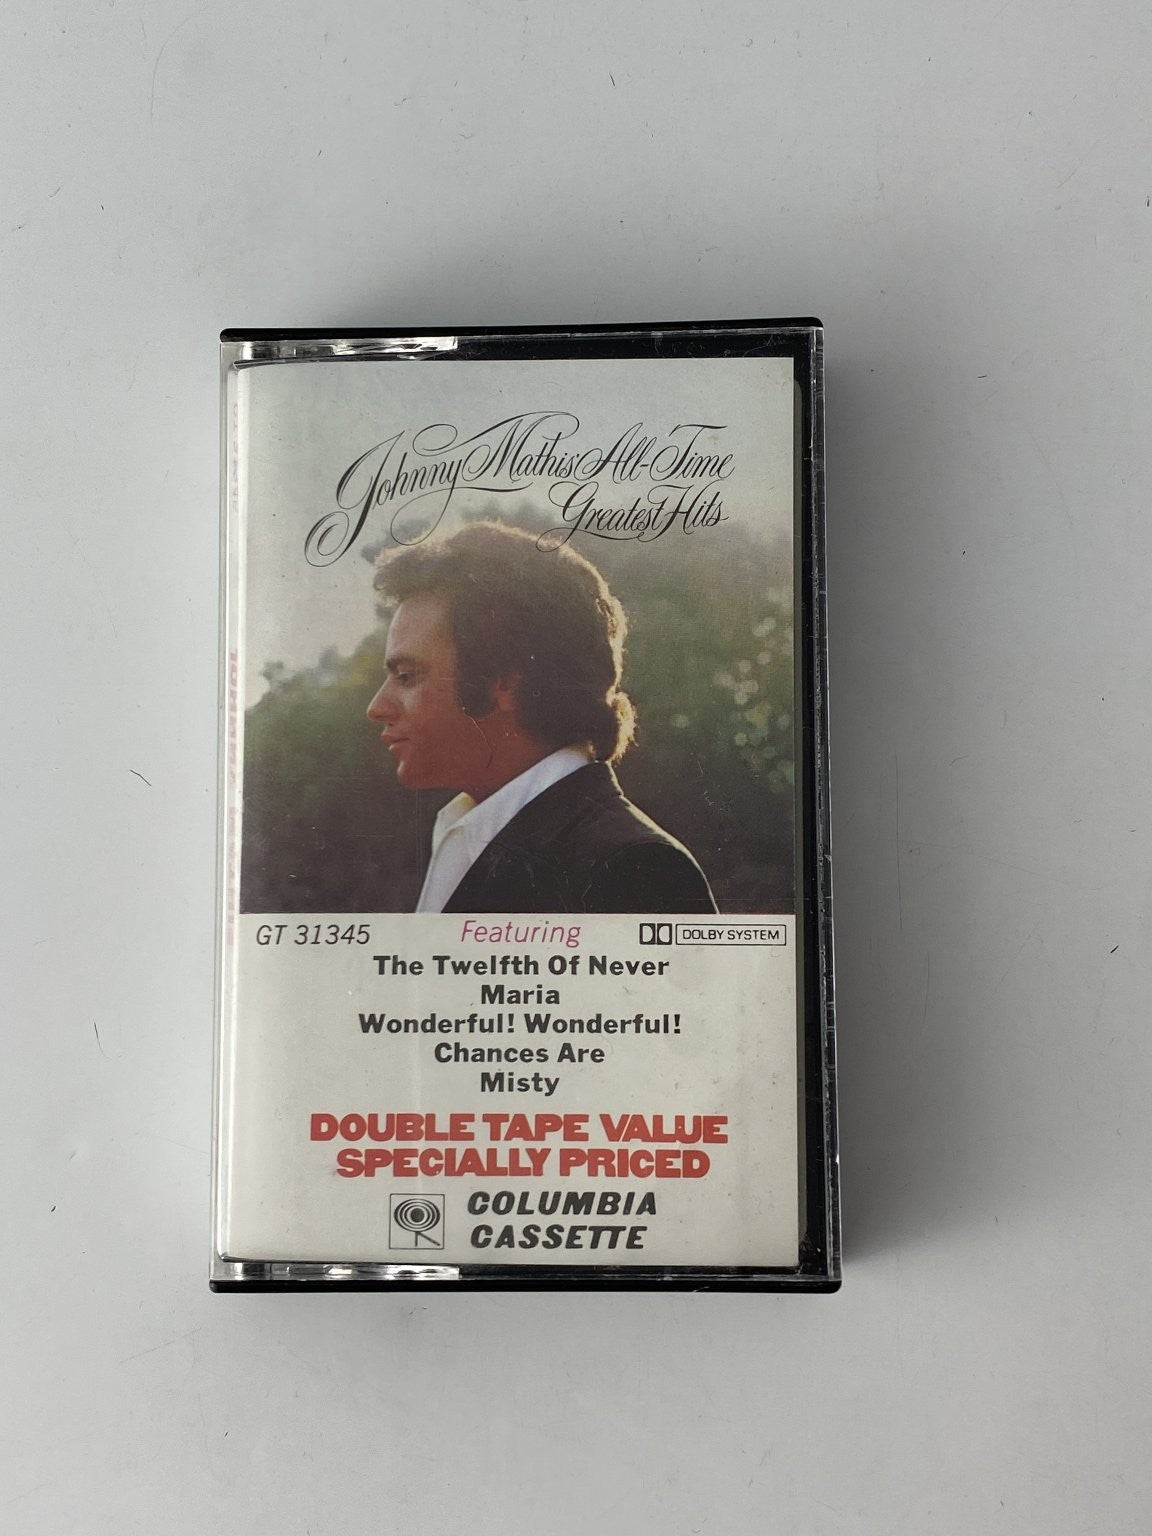 Johnny Mathis' All-Time
Greatest Hits
GT 31345 Featuring DOLBY SYSTEM
The Twelfth Of Never
Maria
Wonderful! Wonderful!
Chances Are
Misty
DOUBLE TAPE VALUE
SPECIALLY PRICED
COLUMBIA
CASSETTE